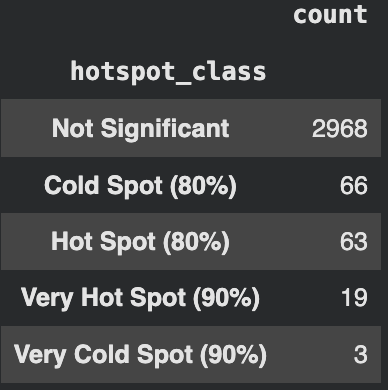 count
hotspot_class
Not Significant 2968
Cold Spot (80%) 66
Hot Spot (80%) 63
Very Hot Spot (90%) 19
Very Cold Spot (90%) 3